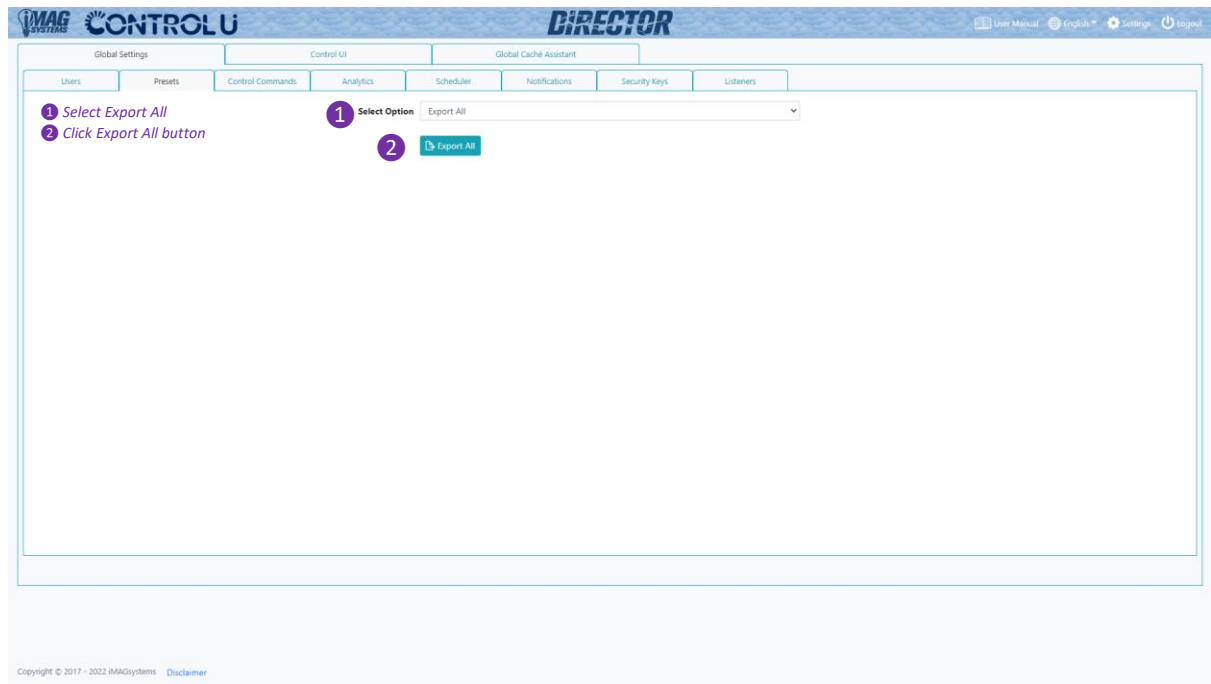 iMAG SYSTEMS CONTROLU DiRECTOR User Manual English Settings Logout
Global Settings Control UI Global Caché Assistant
Users Presets Control Commands Analytics Scheduler Notifications Security Keys Listeners
1 Select Export All
2 Click Export All button
1 Select Option Export All
2 Export All
Copyright © 2017 - 2022 iMAGsystems Disclaimer